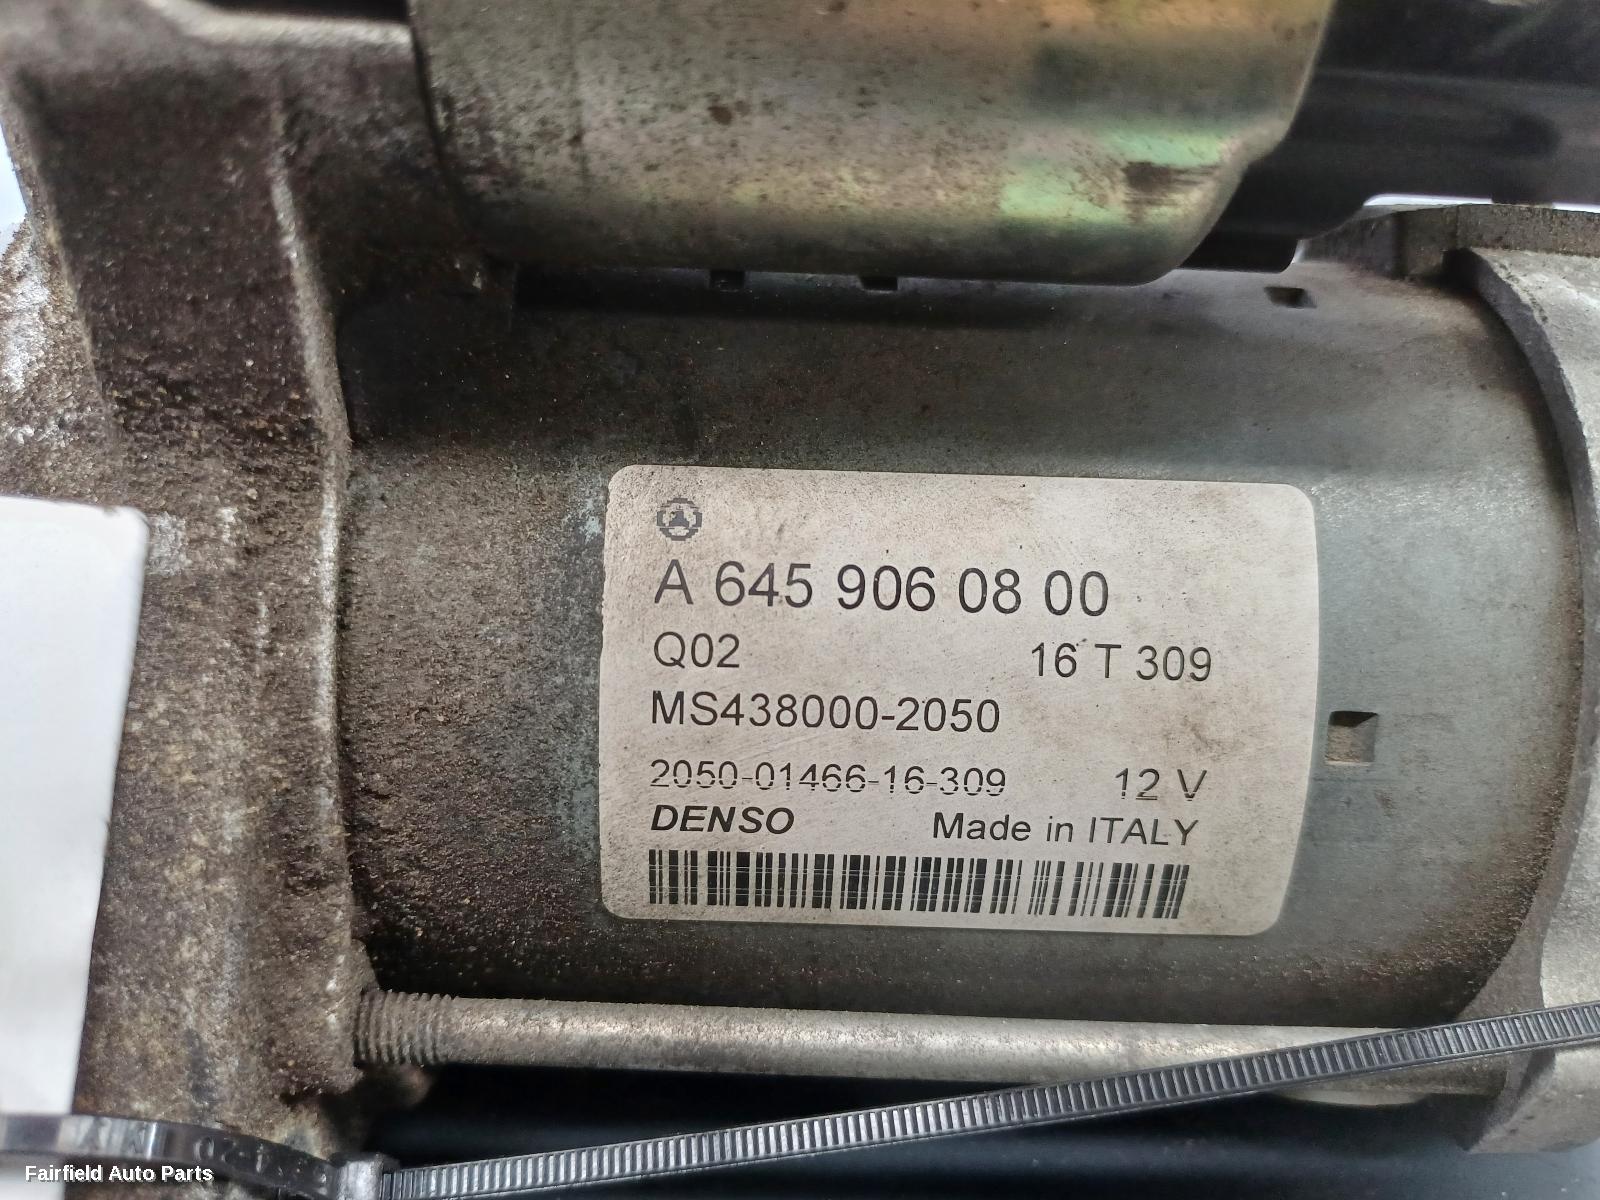 A 645 906 08 00
Q02 16 T 309
MS438000-2050
2050-01466-16-309 12 V
DENSO Made in ITALY
Fairfield Auto Parts